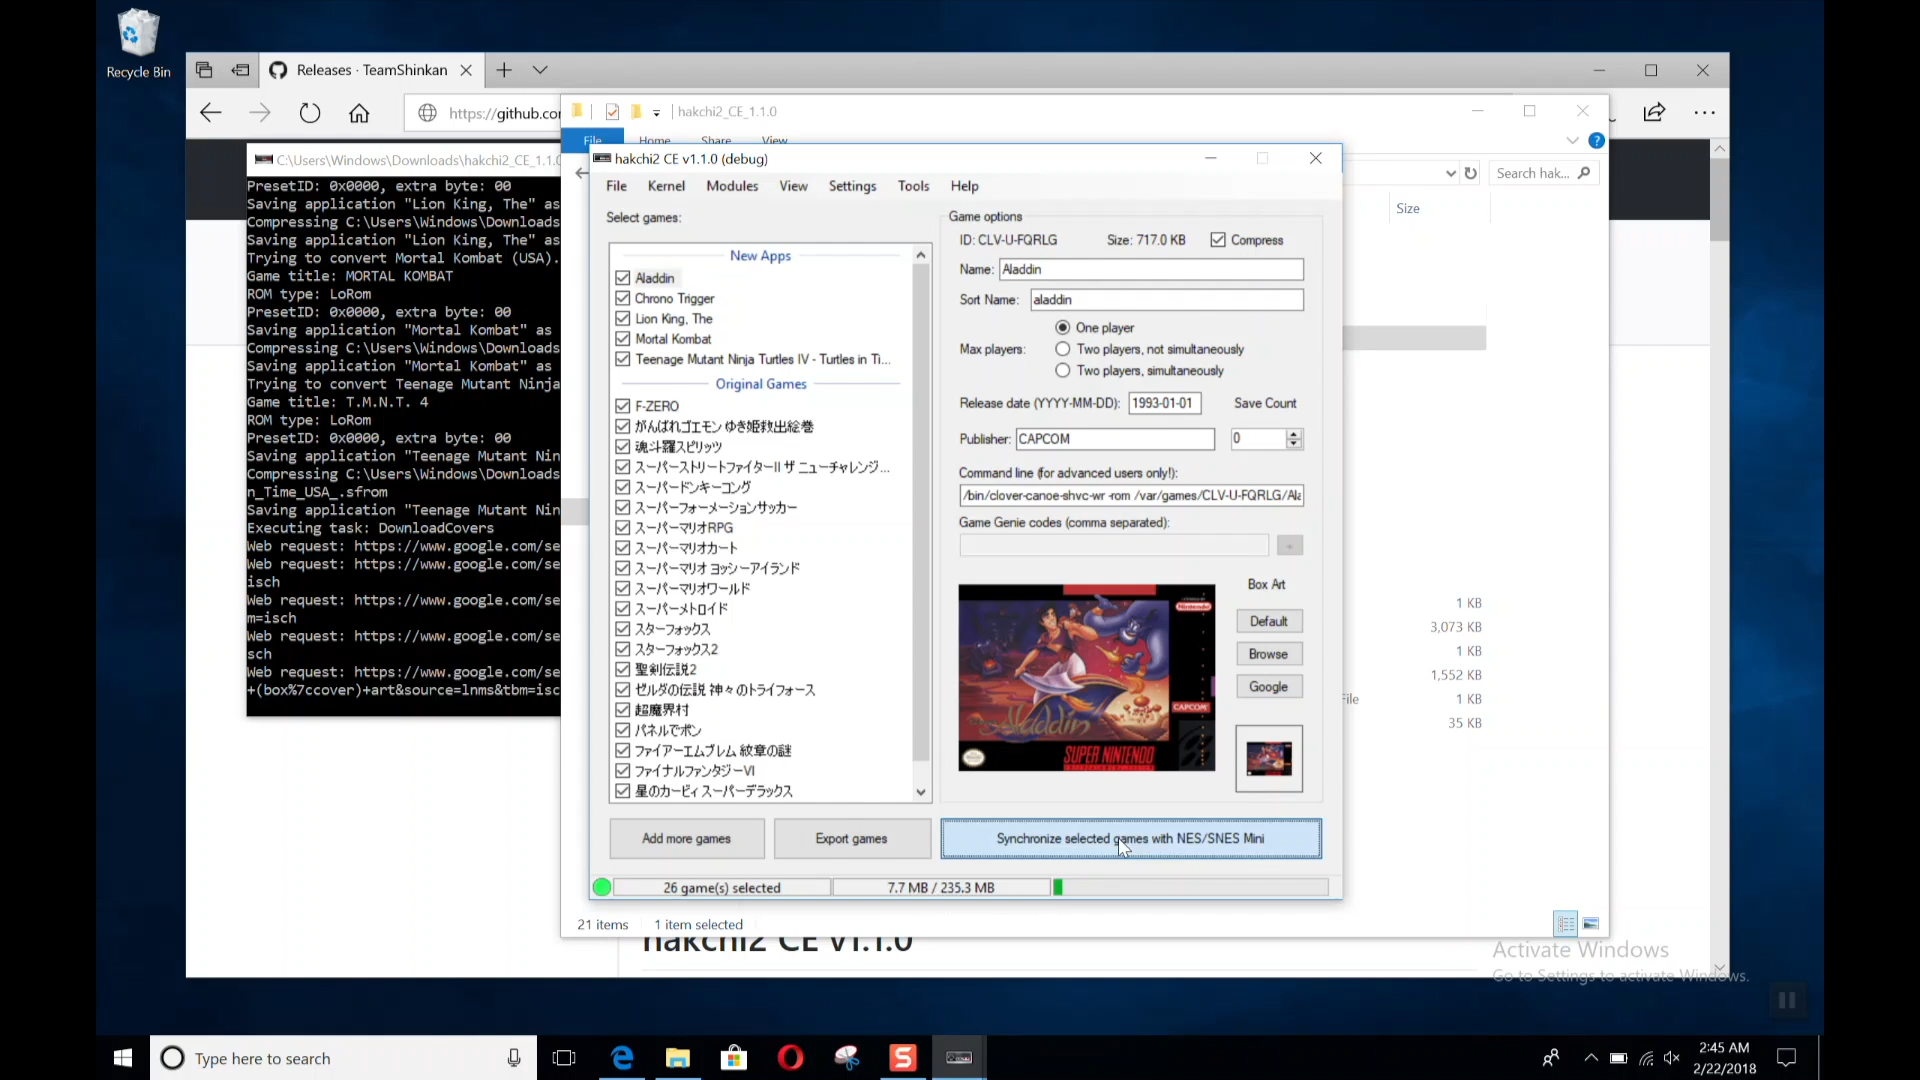 Recycle Bin
Releases · TeamShinkan
https://github.co
hakchi2_CE_1.1.0
File Home Share View
C:\Users\Windows\Downloads\hakchi2_CE_1.1.0
PresetID: 0x0000, extra byte: 00
Saving application "Lion King, The" as
Compressing C:\Users\Windows\Downloads
Saving application "Lion King, The" as
Trying to convert Mortal Kombat (USA).
Game title: MORTAL KOMBAT
ROM type: LoRom
PresetID: 0x0000, extra byte: 00
Saving application "Mortal Kombat" as
Compressing C:\Users\Windows\Downloads
Saving application "Mortal Kombat" as
Trying to convert Teenage Mutant Ninja
Game title: T.M.N.T. 4
ROM type: LoRom
PresetID: 0x0000, extra byte: 00
Saving application "Teenage Mutant Nin
Compressing C:\Users\Windows\Downloads
n_Time_USA_.sfrom
Saving application "Teenage Mutant Nin
Executing task: DownloadCovers
Web request: https://www.google.com/se
Web request: https://www.google.com/se
isch
Web request: https://www.google.com/se
m=isch
Web request: https://www.google.com/se
sch
Web request: https://www.google.com/se
+(box%7ccover)+art&source=lnms&tbm=isc
hakchi2 CE v1.1.0 (debug)
File Kernel Modules View Settings Tools Help
Select games:
New Apps
Aladdin
Chrono Trigger
Lion King, The
Mortal Kombat
Teenage Mutant Ninja Turtles IV - Turtles in Ti...
Original Games
F-ZERO
がんばれゴエモン ゆき姫救出絵巻
魂斗羅スピリッツ
スーパーストリートファイターII ザ ニューチャレンジ...
スーパードンキーコング
スーパーフォーメーションサッカー
スーパーマリオRPG
スーパーマリオカート
スーパーマリオ ヨッシーアイランド
スーパーマリオワールド
スーパーメトロイド
スターフォックス
スターフォックス2
聖剣伝説2
ゼルダの伝説 神々のトライフォース
超魔界村
パネルでポン
ファイアーエムブレム 紋章の謎
ファイナルファンタジーVI
星のカービィ スーパーデラックス
Game options
ID: CLV-U-FQRLG Size: 717.0 KB Compress
Name: Aladdin
Sort Name: aladdin
Max players:
One player
Two players, not simultaneously
Two players, simultaneously
Release date (YYYY-MM-DD): 1993-01-01 Save Count
Publisher: CAPCOM 0
Command line (for advanced users only!):
/bin/clover-canoe-shvc-wr -rom /var/games/CLV-U-FQRLG/Ala
Game Genie codes (comma separated):
+
Box Art
Default
Browse
Google
Nintendo
CAPCOM
Aladdin
SUPER NINTENDO
Add more games
Export games
Synchronize selected games with NES/SNES Mini
26 game(s) selected
7.7 MB / 235.3 MB
Search hak...
Size
1 KB
3,073 KB
1 KB
1,552 KB
File 1 KB
35 KB
21 items 1 item selected
hakchi2 CE v1.1.0
Activate Windows
Go to Settings to activate Windows.
Type here to search
2:45 AM
2/22/2018